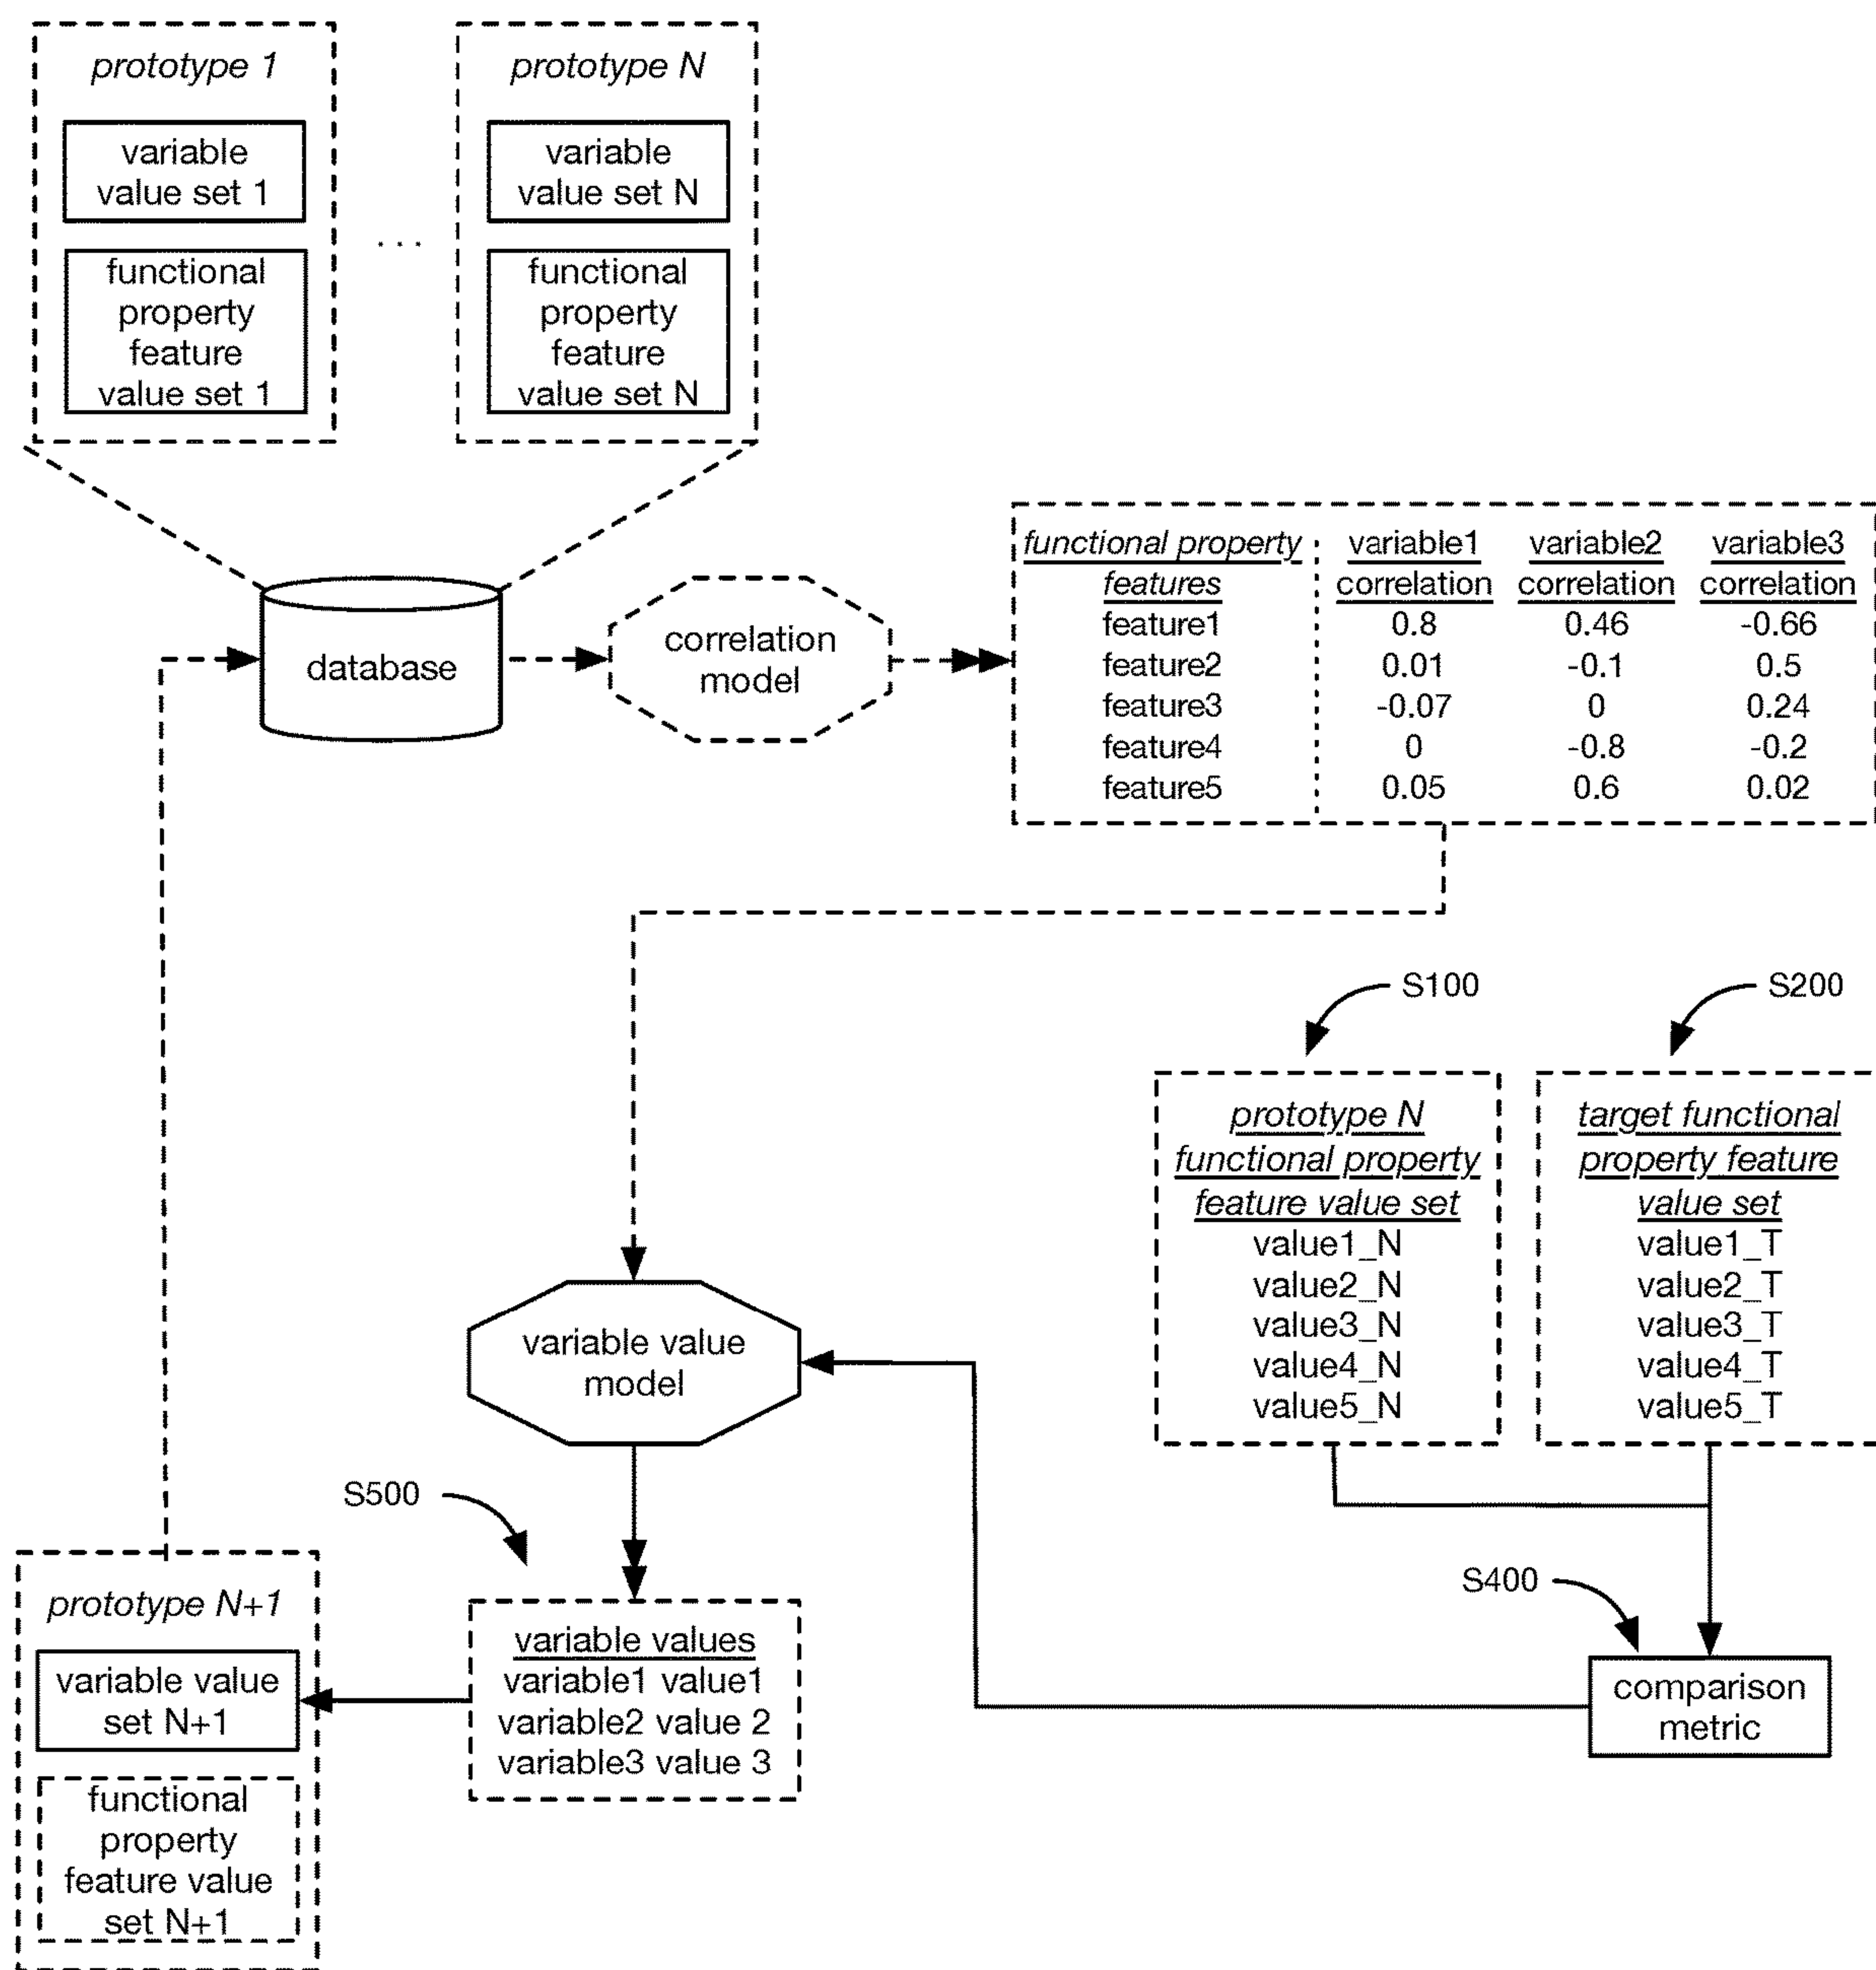 prototype 1
variable
value set 1
functional
property
feature
value set 1
...
prototype N
variable
value set N
functional
property
feature
value set N
database
correlation
model
functional property variable1 variable2 variable3
features correlation correlation correlation
feature1 0.8 0.46 -0.66
feature2 0.01 -0.1 0.5
feature3 -0.07 0 0.24
feature4 0 -0.8 -0.2
feature5 0.05 0.6 0.02
S100
prototype N
functional property
feature value set
value1_N
value2_N
value3_N
value4_N
value5_N
S200
target functional
property feature
value set
value1_T
value2_T
value3_T
value4_T
value5_T
variable value
model
S500
S400
comparison
metric
variable values
variable1 value1
variable2 value 2
variable3 value 3
prototype N+1
variable value
set N+1
functional
property
feature value
set N+1